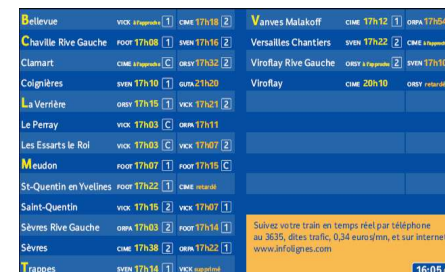 Bellevue VICK à l'approche 1 CIME 17h18 2
Chaville Rive Gauche FOOT 17h08 1 SVEN 17h16 2
Clamart CIME à l'approche C ORSY 17h32 2
Coignières SVEN 17h10 1 GUTA 21h20
La Verrière ORSY 17h15 1 VICK 17h21 2
Le Perray VICK 17h03 C ORPA 17h11
Les Essarts le Roi VICK 17h03 C VICK 17h07 2
Meudon FOOT 17h07 1 FOOT 17h15 C
St-Quentin en Yvelines FOOT 17h22 1 CIME retardé
Saint-Quentin VICK 17h15 2 VICK 17h07 1
Sèvres Rive Gauche ORPA 17h03 2 FOOT 17h14 1
Sèvres CIME 17h38 2 ORPA 17h22 1
Trappes SVEN 17h14 1 VICK supprimé
Vanves Malakoff CIME 17h12 1 ORPA 17h54
Versailles Chantiers SVEN 17h22 2 CIME à l'approche
Viroflay Rive Gauche ORSY à l'approche 2 SVEN 17h10
Viroflay CIME 20h10 ORSY retardé
Suivez votre train en temps réel par téléphone
au 3635, dites trafic, 0,34 euros/mn, et sur internet
www.infolignes.com
16:05